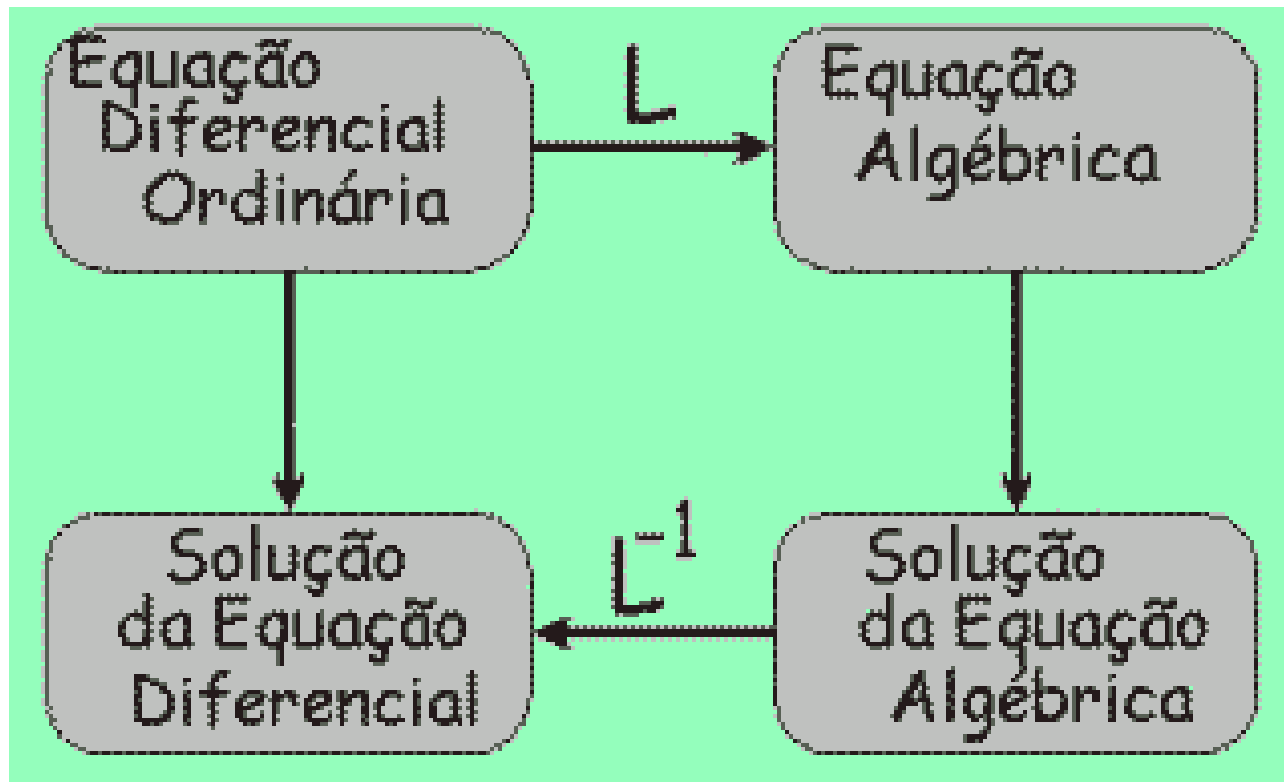 Equação
Diferencial
Ordinária
L
Equação
Algébrica
Solução
da Equação
Diferencial
L⁻¹
Solução
da Equação
Algébrica